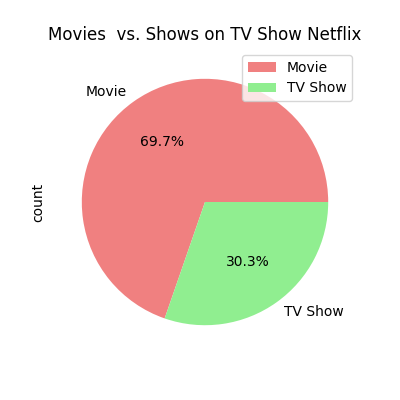 Movies  vs. Shows on TV Show Netflix
Movie
TV Show
Movie
69.7%
count
30.3%
TV Show